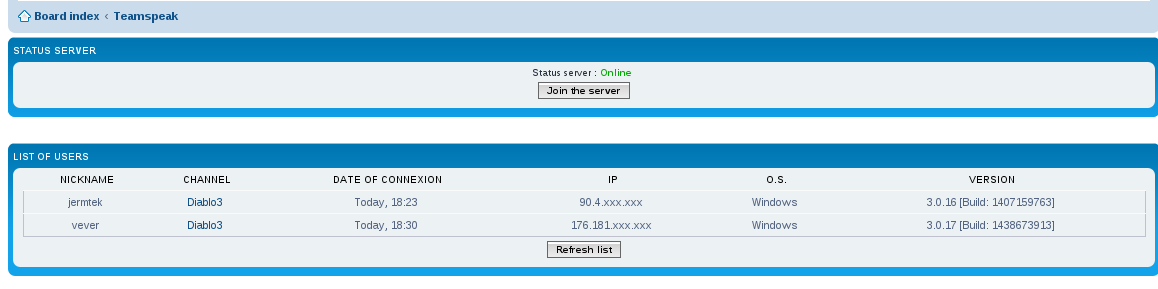 Board index ‹ Teamspeak
STATUS SERVER
Status server : Online
Join the server
LIST OF USERS
NICKNAME CHANNEL DATE OF CONNEXION IP O.S. VERSION
jermtek Diablo3 Today, 18:23 90.4.xxx.xxx Windows 3.0.16 [Build: 1407159763]
vever Diablo3 Today, 18:30 176.181.xxx.xxx Windows 3.0.17 [Build: 1438673913]
Refresh list